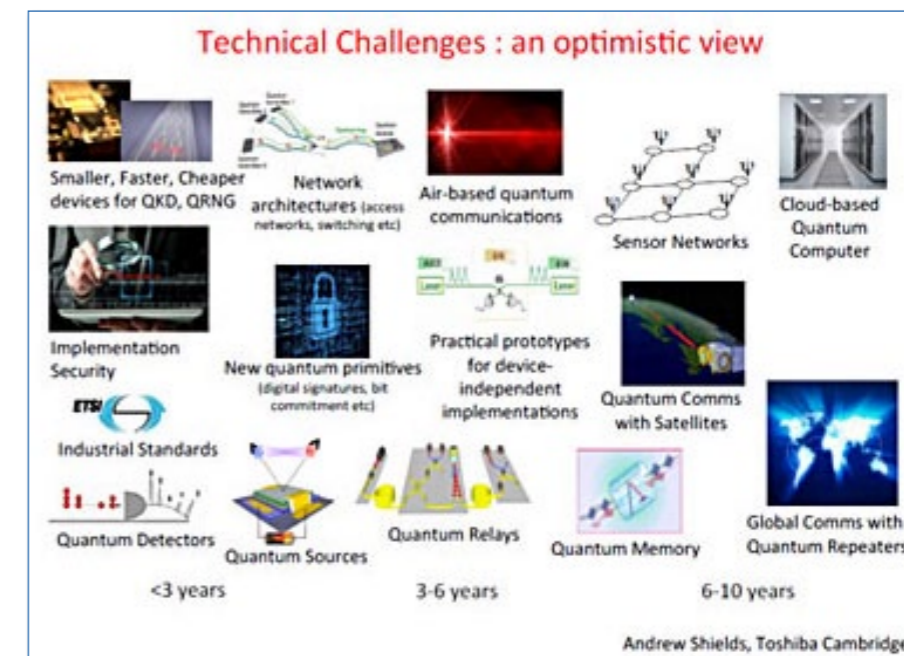 Technical Challenges : an optimistic view
Smaller, Faster, Cheaper
devices for QKD, QRNG
Network
architectures (access
networks, switching etc)
Air-based quantum
communications
Sensor Networks
Cloud-based
Quantum
Computer
Implementation
Security
New quantum primitives
(digital signatures, bit
commitment etc)
Practical prototypes
for device-
independent
implementations
Quantum Comms
with Satellites
ETSI
Industrial Standards
Quantum Detectors
Quantum Sources
Quantum Relays
Quantum Memory
Global Comms with
Quantum Repeaters
<3 years
3-6 years
6-10 years
Andrew Shields, Toshiba Cambridge